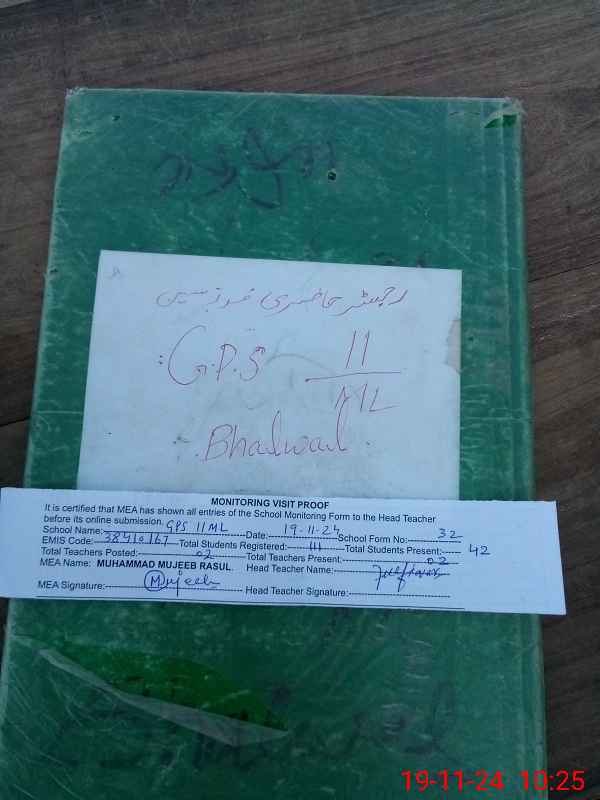 رجسٹر حاضری
G.P.S 11/ML
Bhalwal.
MONITORING VISIT PROOF
It is certified that MEA has shown all entries of the School Monitoring Form to the Head Teacher
before its online submission.
School Name: GPS 11ML Date: 19-11-24 School Form No: 32
EMIS Code: 38410167 Total Students Registered: 111 Total Students Present: 42
Total Teachers Posted: 02 Total Teachers Present: 02
MEA Name: MUHAMMAD MUJEEB RASUL Head Teacher Name:
MEA Signature: Mujeeb Head Teacher Signature:
19-11-24 10:25